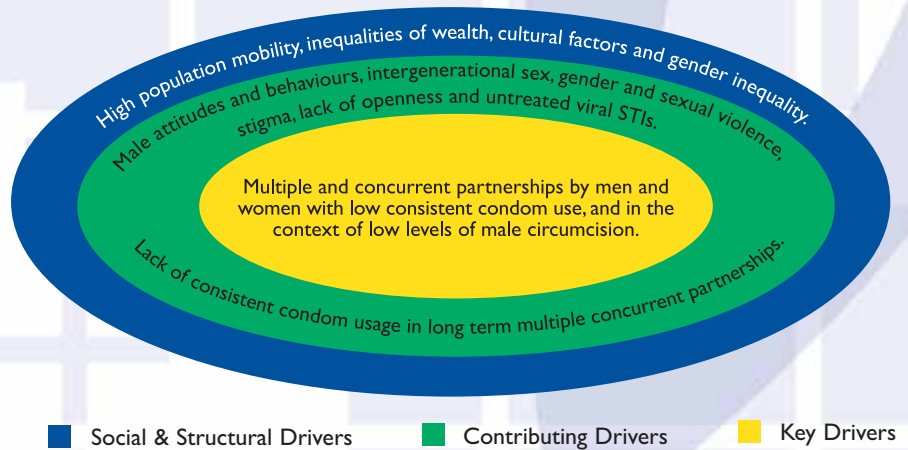 High population mobility, inequalities of wealth, cultural factors and gender inequality.
Male attitudes and behaviours, intergenerational sex, gender and sexual violence,
stigma, lack of openness and untreated viral STIs.
Multiple and concurrent partnerships by men and
women with low consistent condom use, and in the
context of low levels of male circumcision.
Lack of consistent condom usage in long term multiple concurrent partnerships.
Social & Structural Drivers
Contributing Drivers
Key Drivers